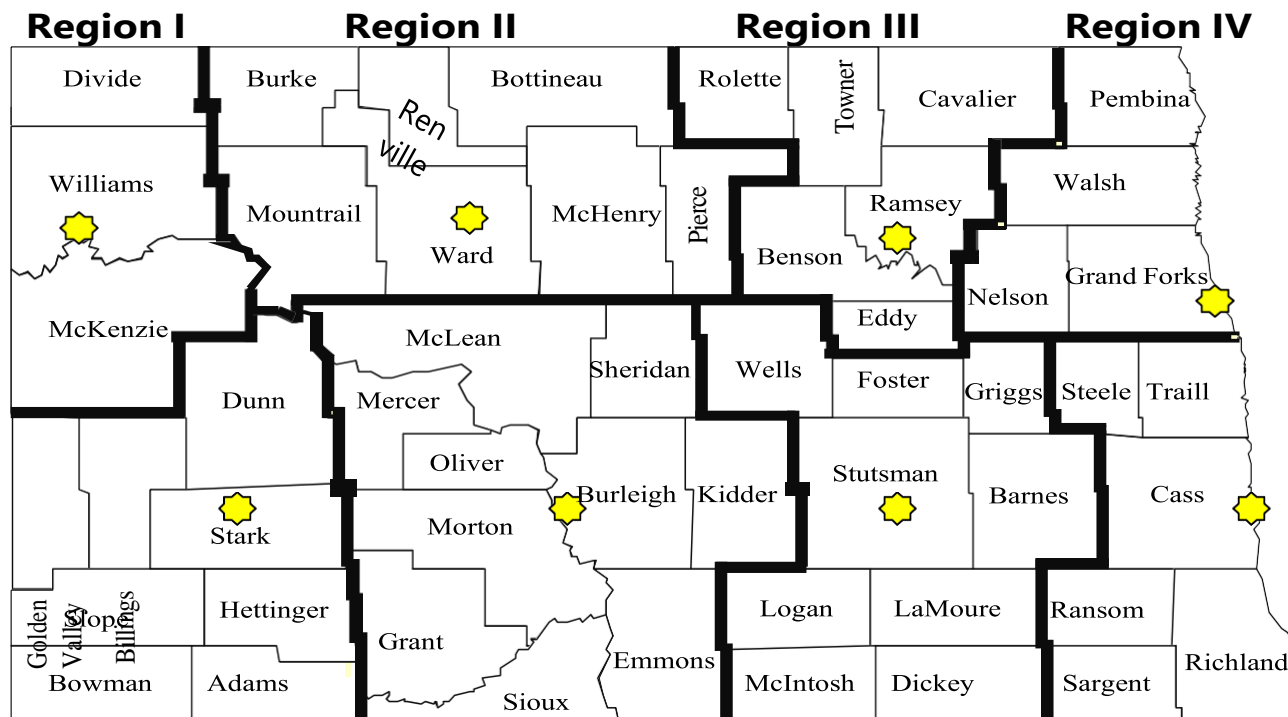 Region I
Region II
Region III
Region IV
Divide
Burke
Bottineau
Rolette
Towner
Cavalier
Pembina
Ren
ville
Williams
Mountrail
Ward
McHenry
Pierce
Benson
Ramsey
Walsh
Nelson
Grand Forks
McKenzie
McLean
Sheridan
Wells
Eddy
Foster
Griggs
Steele
Traill
Dunn
Mercer
Oliver
Burleigh
Kidder
Stutsman
Barnes
Cass
Stark
Morton
Golden
Valley
Billings
Slope
Hettinger
Grant
Emmons
Logan
LaMoure
Ransom
Richland
Bowman
Adams
Sioux
McIntosh
Dickey
Sargent